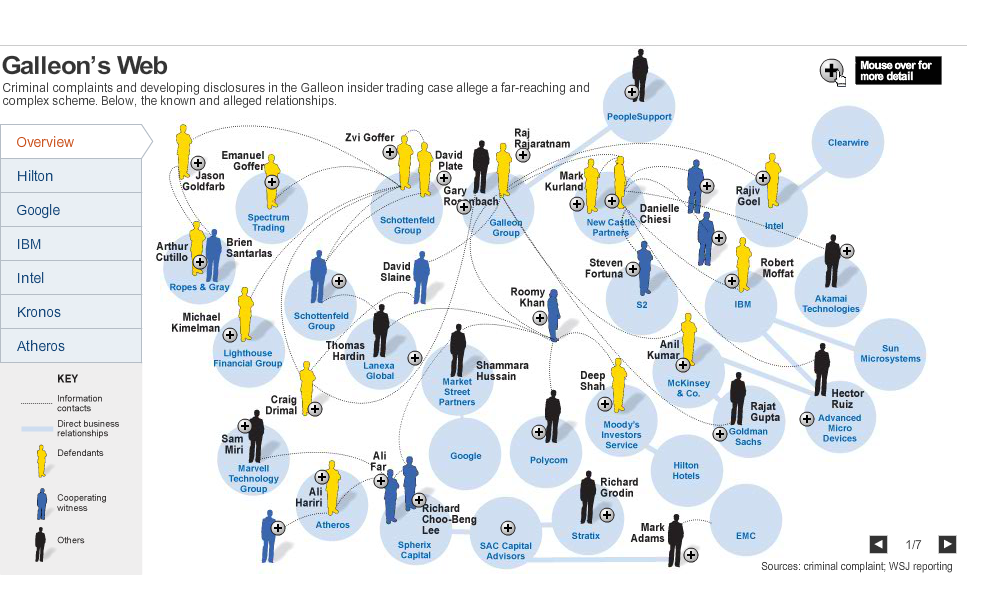 Galleon's Web
Criminal complaints and developing disclosures in the Galleon insider trading case allege a far-reaching and
complex scheme. Below, the known and alleged relationships.
Mouse over for
more detail
Overview
Hilton
Google
IBM
Intel
Kronos
Atheros
KEY
Information
contacts
Direct business
relationships
Defendants
Cooperating
witness
Others
PeopleSupport
Clearwire
Jason
Goldfarb
Emanuel
Goffer
Spectrum
Trading
Zvi Goffer
David
Plate
Schottenfeld
Group
Gary
Rosenbach
Raj
Rajaratnam
Galleon
Group
Mark
Kurland
New Castle
Partners
Danielle
Chiesi
Rajiv
Goel
Intel
Arthur
Cutillo
Brien
Santarlas
Ropes & Gray
David
Slaine
Schottenfeld
Group
Steven
Fortuna
S2
Robert
Moffat
IBM
Akamai
Technologies
Michael
Kimelman
Lighthouse
Financial Group
Thomas
Hardin
Lanexa
Global
Roomy
Khan
Shammara
Hussain
Market
Street
Partners
Anil
Kumar
McKinsey
& Co.
Sun
Microsystems
Craig
Drimal
Deep
Shah
Moody's
Investors
Service
Rajat
Gupta
Goldman
Sachs
Hector
Ruiz
Advanced
Micro
Devices
Sam
Miri
Marvell
Technology
Group
Google
Polycom
Hilton
Hotels
Ali
Hariri
Atheros
Ali
Far
Richard
Choo-Beng
Lee
Spherix
Capital
SAC Capital
Advisors
Richard
Grodin
Stratix
Mark
Adams
EMC
1/7
Sources: criminal complaint; WSJ reporting